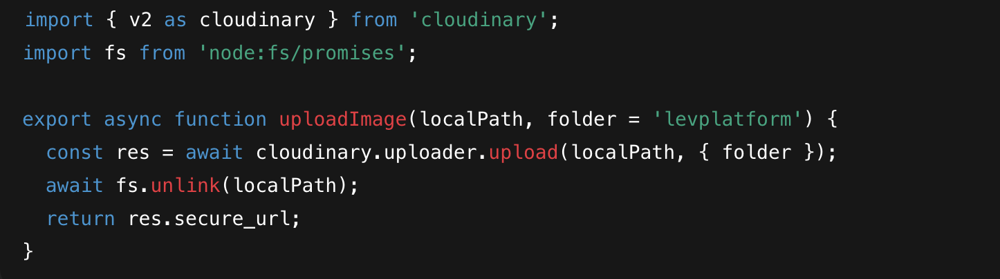 import { v2 as cloudinary } from 'cloudinary';
import fs from 'node:fs/promises';

export async function uploadImage(localPath, folder = 'levplatform') {
  const res = await cloudinary.uploader.upload(localPath, { folder });
  await fs.unlink(localPath);
  return res.secure_url;
}